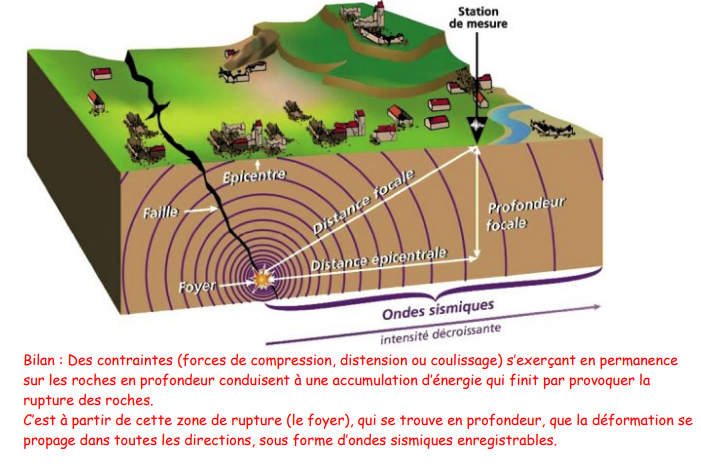 Station
de mesure
Epicentre
Distance focale
Faille
Profondeur
focale
Distance épicentrale
Foyer
Ondes sismiques
intensité décroissante
Bilan : Des contraintes (forces de compression, distension ou coulissage) s’exerçant en permanence
sur les roches en profondeur conduisent à une accumulation d’énergie qui finit par provoquer la
rupture des roches.
C’est à partir de cette zone de rupture (le foyer), qui se trouve en profondeur, que la déformation se
propage dans toutes les directions, sous forme d’ondes sismiques enregistrables.